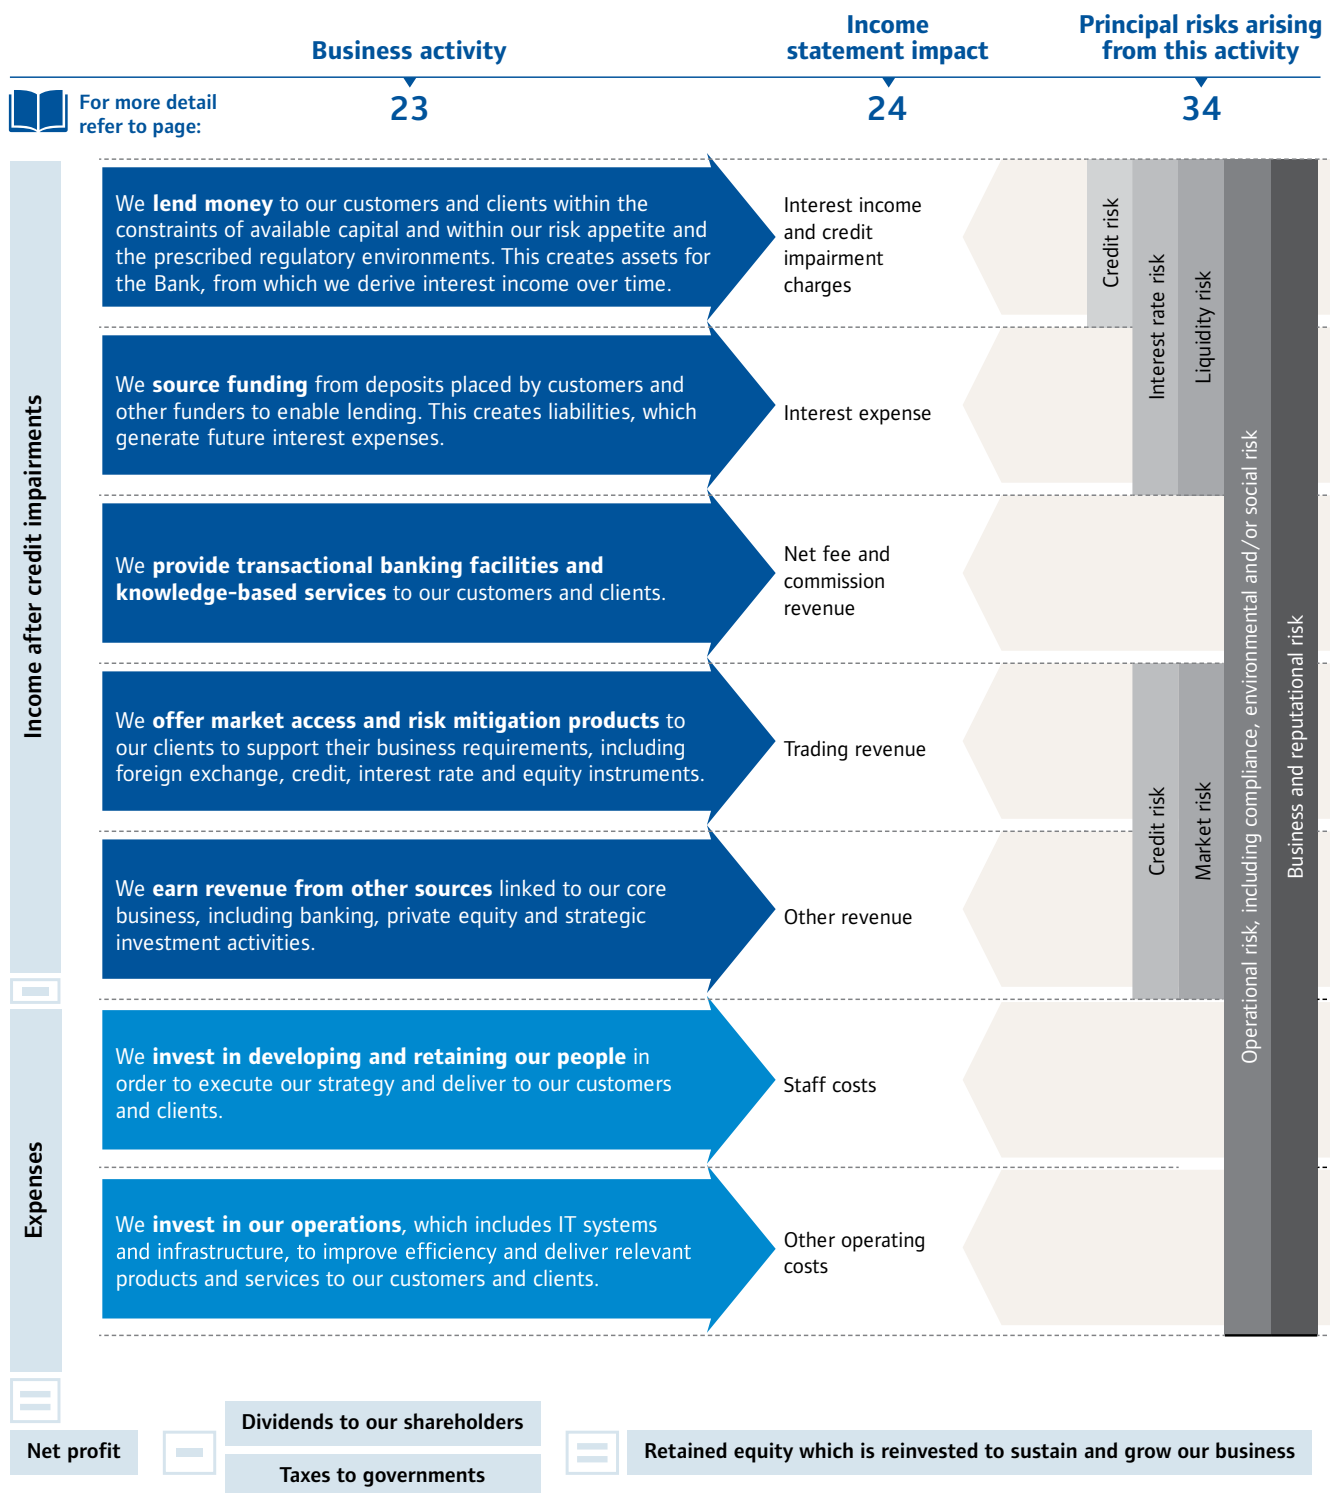 Business activity
Income
statement impact
Principal risks arising
from this activity
For more detail
refer to page:
23
24
34
Income after credit impairments
We lend money to our customers and clients within the
constraints of available capital and within our risk appetite and
the prescribed regulatory environments. This creates assets for
the Bank, from which we derive interest income over time.
Interest income
and credit
impairment
charges
Credit risk
Interest rate risk
Liquidity risk
Operational risk, including compliance, environmental and/or social risk
Business and reputational risk
We source funding from deposits placed by customers and
other funders to enable lending. This creates liabilities, which
generate future interest expenses.
Interest expense
We provide transactional banking facilities and
knowledge-based services to our customers and clients.
Net fee and
commission
revenue
We offer market access and risk mitigation products to
our clients to support their business requirements, including
foreign exchange, credit, interest rate and equity instruments.
Trading revenue
Credit risk
Market risk
We earn revenue from other sources linked to our core
business, including banking, private equity and strategic
investment activities.
Other revenue
Expenses
We invest in developing and retaining our people in
order to execute our strategy and deliver to our customers
and clients.
Staff costs
We invest in our operations, which includes IT systems
and infrastructure, to improve efficiency and deliver relevant
products and services to our customers and clients.
Other operating
costs
Net profit
Dividends to our shareholders
Taxes to governments
Retained equity which is reinvested to sustain and grow our business